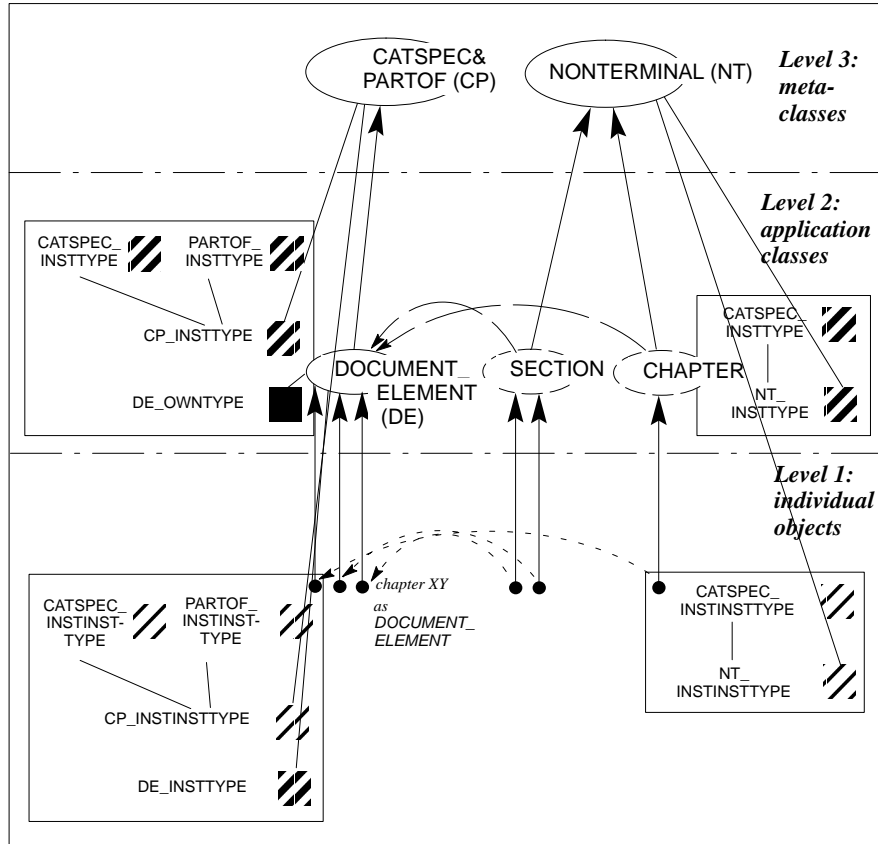 CATSPEC&
PARTOF (CP)
NONTERMINAL (NT)
Level 3:
meta-
classes
Level 2:
application
classes
CATSPEC_
INSTTYPE
PARTOF_
INSTTYPE
CP_INSTTYPE
DE_OWNTYPE
DOCUMENT_
ELEMENT
(DE)
SECTION
CHAPTER
CATSPEC_
INSTTYPE
NT_
INSTTYPE
Level 1:
individual
objects
chapter XY
as
DOCUMENT_
ELEMENT
CATSPEC_
INSTINST-
TYPE
PARTOF_
INSTINST-
TYPE
CP_INSTINSTTYPE
DE_INSTTYPE
CATSPEC_
INSTINSTTYPE
NT_
INSTINSTTYPE